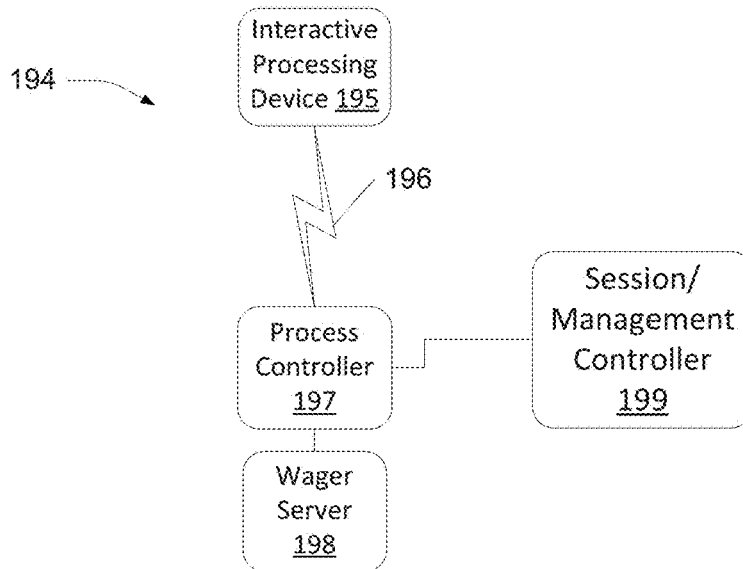 Interactive
Processing
Device 195
194
196
Process
Controller
197
Session/
Management
Controller
199
Wager
Server
198